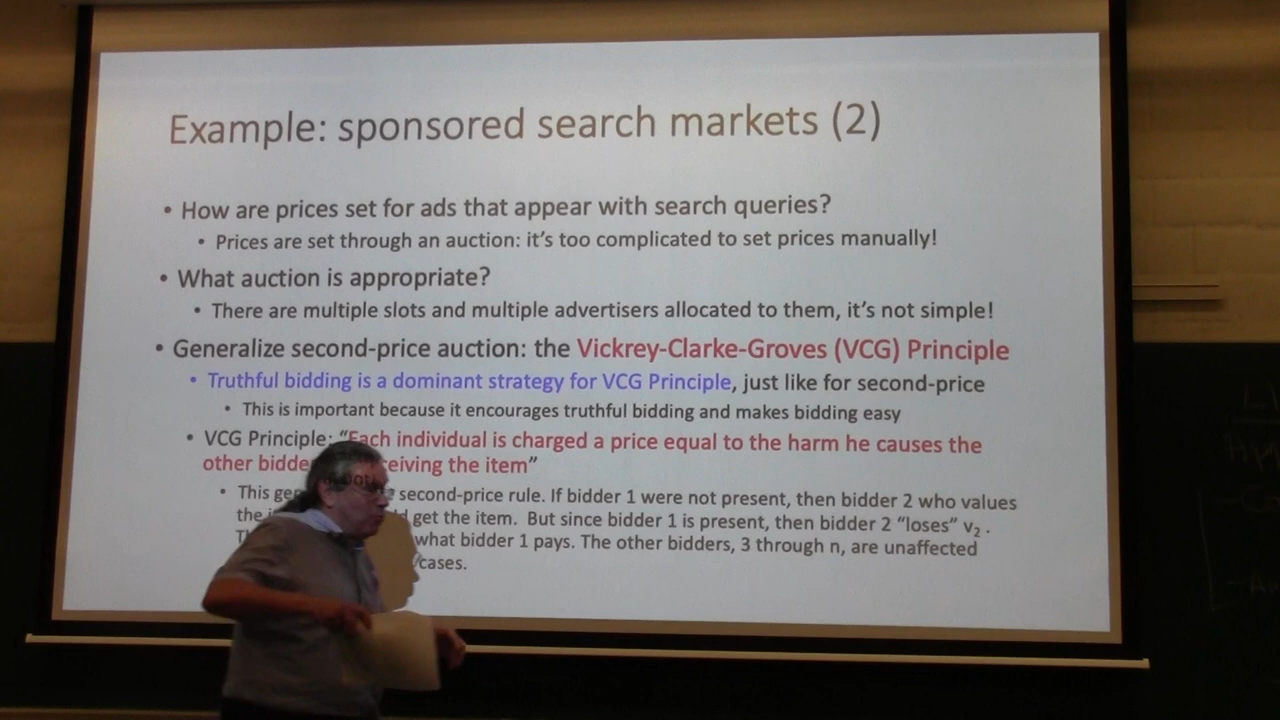 Example: sponsored search markets (2)
• How are prices set for ads that appear with search queries?
• Prices are set through an auction: it's too complicated to set prices manually!
• What auction is appropriate?
• There are multiple slots and multiple advertisers allocated to them, it's not simple!
• Generalize second-price auction: the Vickrey-Clarke-Groves (VCG) Principle
• Truthful bidding is a dominant strategy for VCG Principle, just like for second-price
• This is important because it encourages truthful bidding and makes bidding easy
• VCG Principle: “Each individual is charged a price equal to the harm he causes the
other receiving the item”
• This second-price rule. If bidder 1 were not present, then bidder 2 who values
the get the item. But since bidder 1 is present, then bidder 2 “loses” v₂ .
what bidder 1 pays. The other bidders, 3 through n, are unaffected
cases.